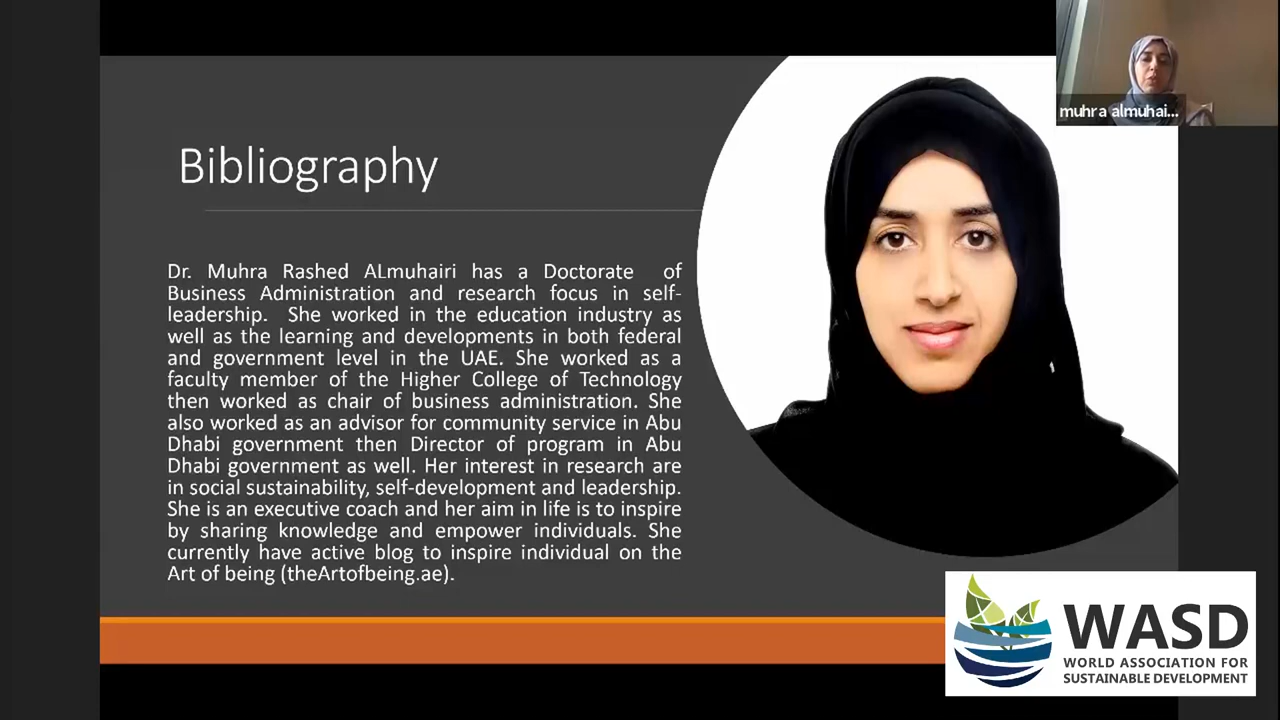 muhra almuhai...
Bibliography
Dr. Muhra Rashed ALmuhairi has a Doctorate of
Business Administration and research focus in self-
leadership. She worked in the education industry as
well as the learning and developments in both federal
and government level in the UAE. She worked as a
faculty member of the Higher College of Technology
then worked as chair of business administration. She
also worked as an advisor for community service in Abu
Dhabi government then Director of program in Abu
Dhabi government as well. Her interest in research are
in social sustainability, self-development and leadership.
She is an executive coach and her aim in life is to inspire
by sharing knowledge and empower individuals. She
currently have active blog to inspire individual on the
Art of being (theArtofbeing.ae).
WASD
WORLD ASSOCIATION FOR
SUSTAINABLE DEVELOPMENT